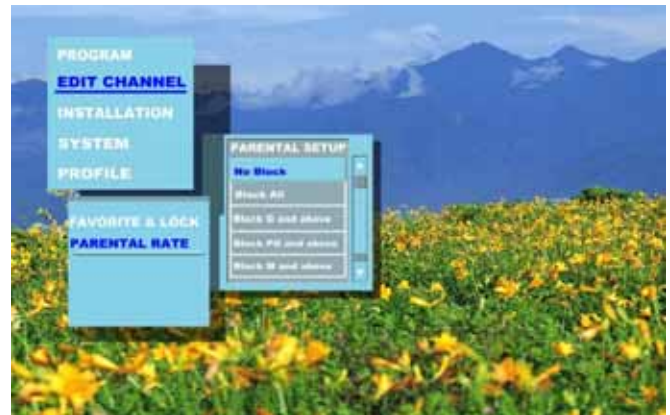 PROGRAM
EDIT CHANNEL
INSTALLATION
SYSTEM
PROFILE
FAVORITE & LOCK
PARENTAL RATE
PARENTAL SETUP
No Block
Block All
Block G and above
Block PG and above
Block M and above